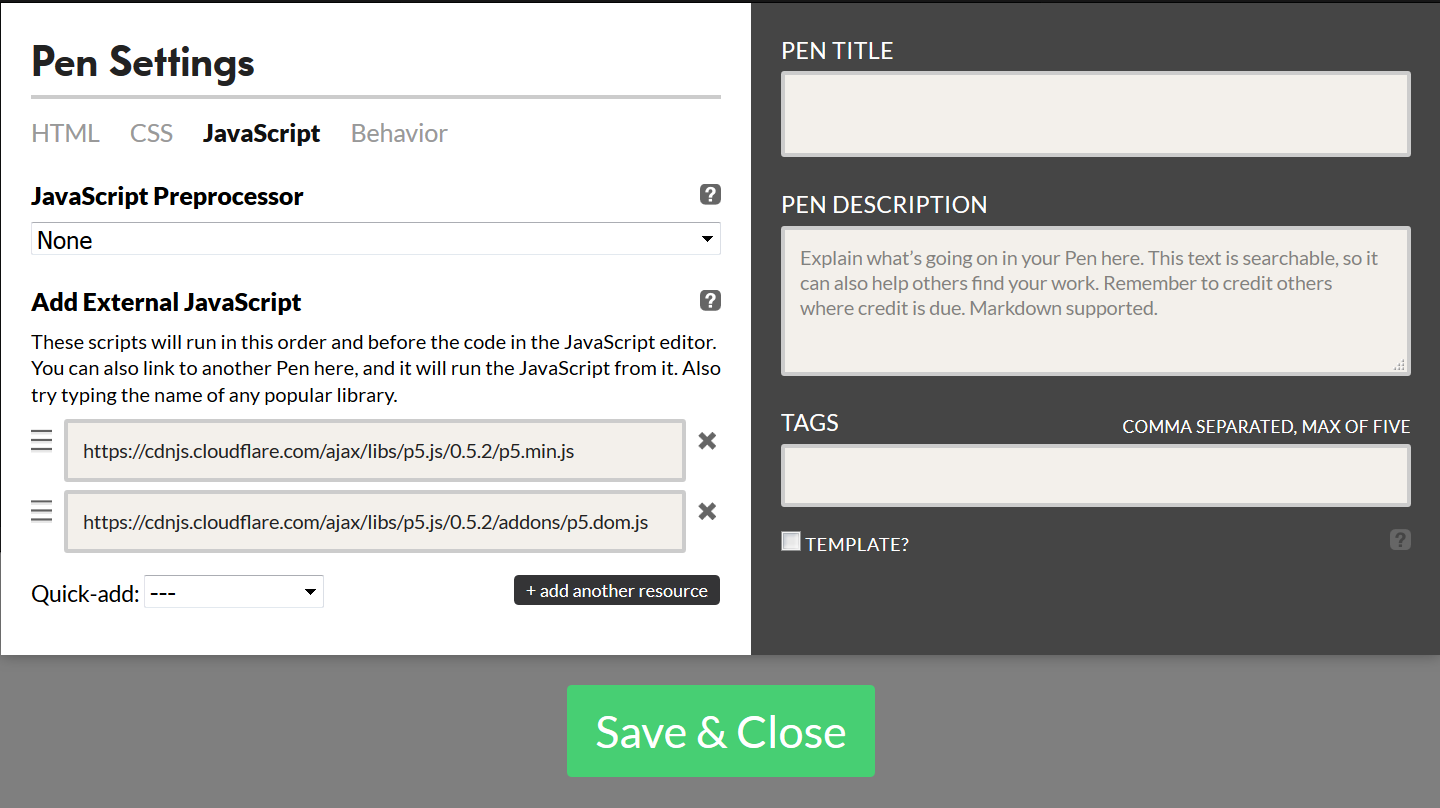 Pen Settings
HTML CSS JavaScript Behavior
JavaScript Preprocessor ?
None
Add External JavaScript ?
These scripts will run in this order and before the code in the JavaScript editor.
You can also link to another Pen here, and it will run the JavaScript from it. Also
try typing the name of any popular library.
https://cdnjs.cloudflare.com/ajax/libs/p5.js/0.5.2/p5.min.js
https://cdnjs.cloudflare.com/ajax/libs/p5.js/0.5.2/addons/p5.dom.js
Quick-add: --- + add another resource
PEN TITLE
PEN DESCRIPTION
Explain what’s going on in your Pen here. This text is searchable, so it
can also help others find your work. Remember to credit others
where credit is due. Markdown supported.
TAGS COMMA SEPARATED, MAX OF FIVE
TEMPLATE? ?
Save & Close